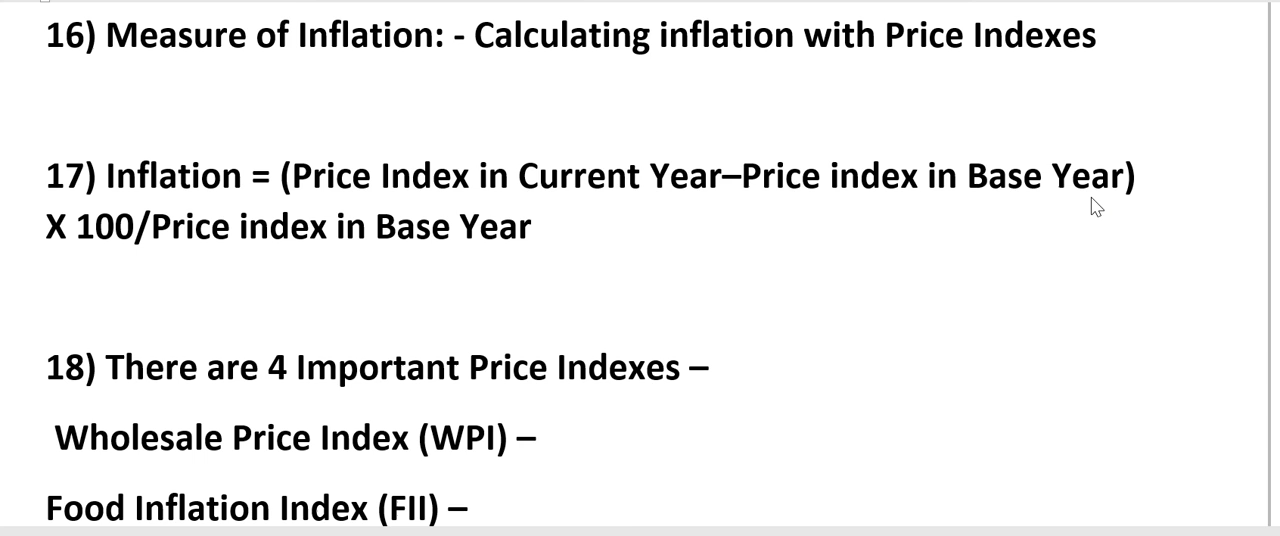 16) Measure of Inflation: - Calculating inflation with Price Indexes
17) Inflation = (Price Index in Current Year–Price index in Base Year)
X 100/Price index in Base Year
18) There are 4 Important Price Indexes –
Wholesale Price Index (WPI) –
Food Inflation Index (FII) –